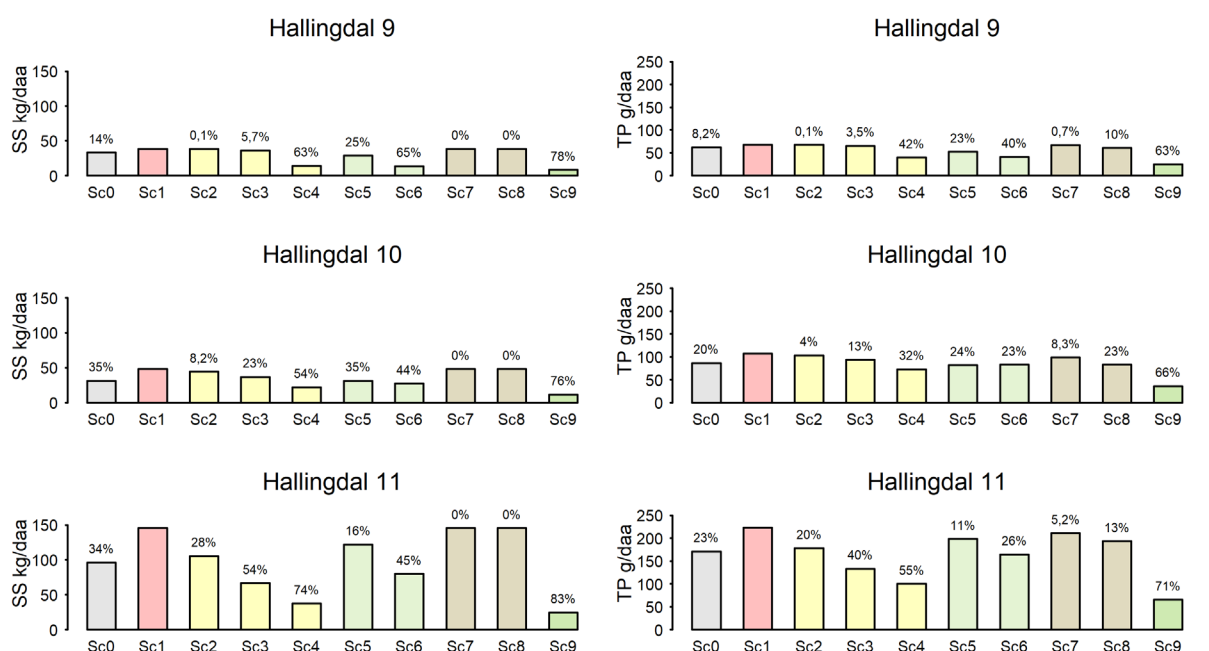 Hallingdal 9
SS kg/daa
150
100
50
0
14% 0,1% 5,7% 63% 25% 65% 0% 0% 78%
Sc0 Sc1 Sc2 Sc3 Sc4 Sc5 Sc6 Sc7 Sc8 Sc9
Hallingdal 9
TP g/daa
250
200
150
100
50
0
8,2% 0,1% 3,5% 42% 23% 40% 0,7% 10% 63%
Sc0 Sc1 Sc2 Sc3 Sc4 Sc5 Sc6 Sc7 Sc8 Sc9
Hallingdal 10
SS kg/daa
150
100
50
0
35% 8,2% 23% 54% 35% 44% 0% 0% 76%
Sc0 Sc1 Sc2 Sc3 Sc4 Sc5 Sc6 Sc7 Sc8 Sc9
Hallingdal 10
TP g/daa
250
200
150
100
50
0
20% 4% 13% 32% 24% 23% 8,3% 23% 66%
Sc0 Sc1 Sc2 Sc3 Sc4 Sc5 Sc6 Sc7 Sc8 Sc9
Hallingdal 11
SS kg/daa
150
100
50
0
34% 28% 54% 74% 16% 45% 0% 0% 83%
Sc0 Sc1 Sc2 Sc3 Sc4 Sc5 Sc6 Sc7 Sc8 Sc9
Hallingdal 11
TP g/daa
250
200
150
100
50
0
23% 20% 40% 55% 11% 26% 5,2% 13% 71%
Sc0 Sc1 Sc2 Sc3 Sc4 Sc5 Sc6 Sc7 Sc8 Sc9